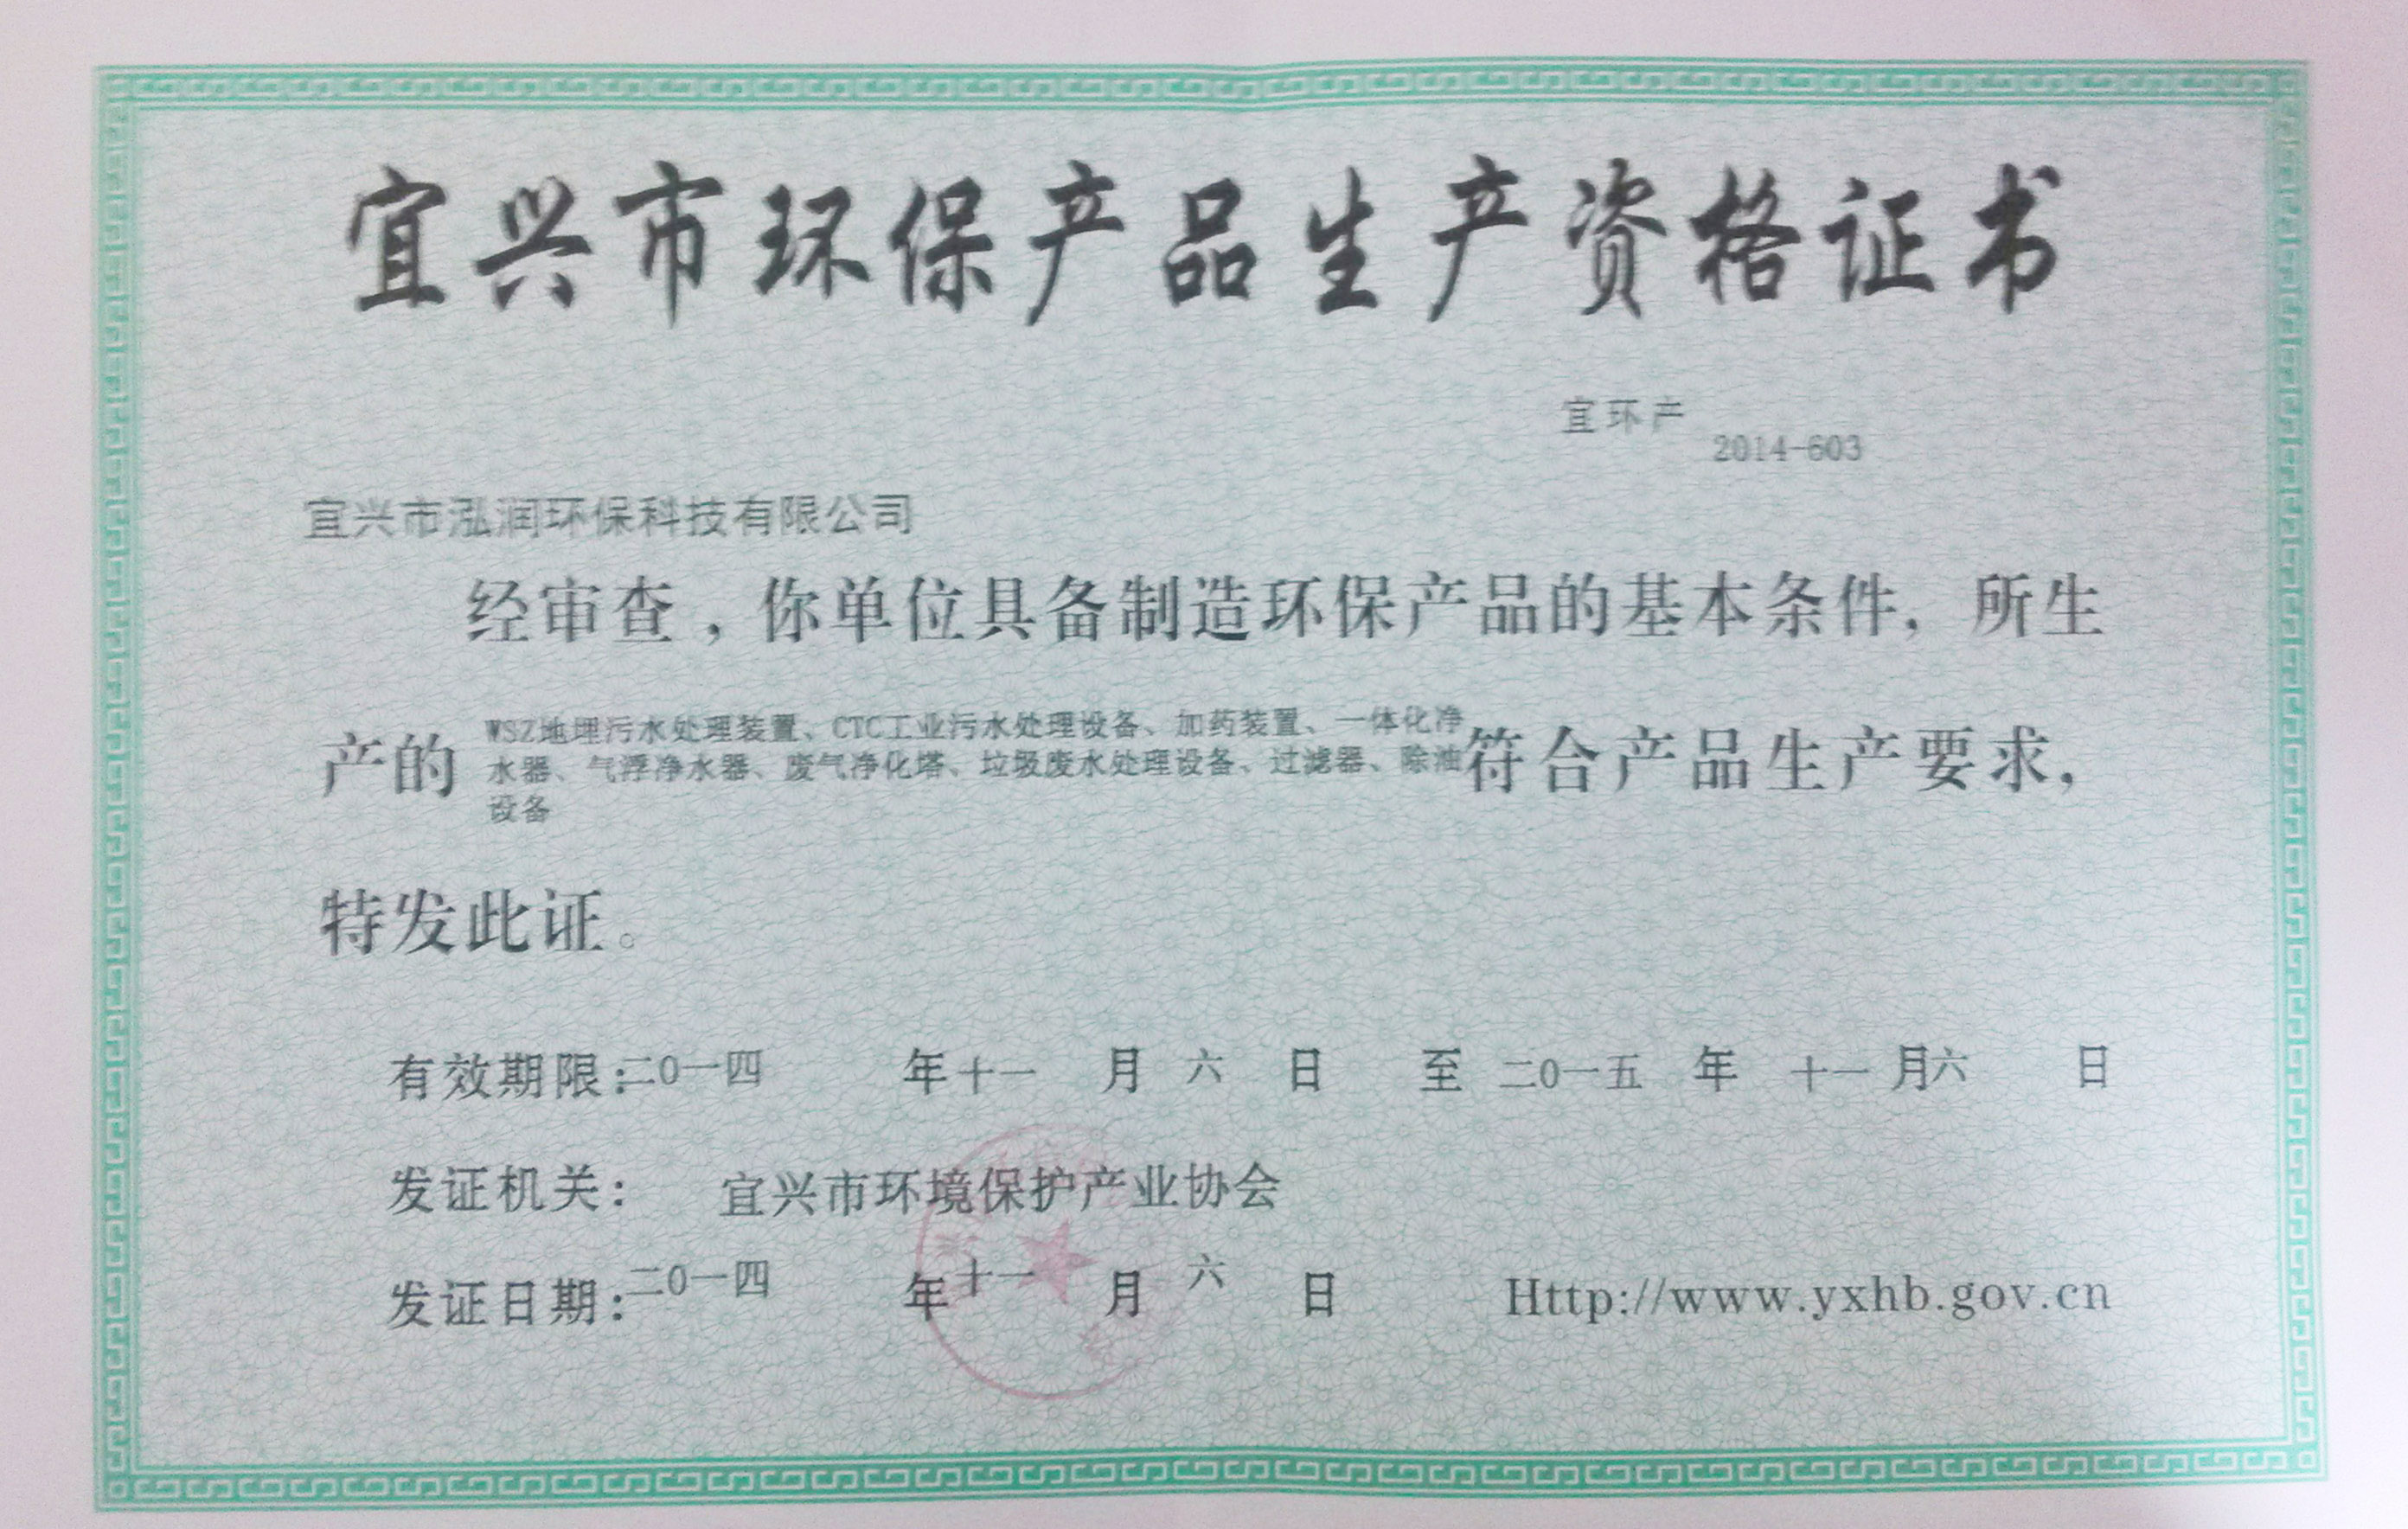 宜兴市环保产品生产资格证书
宜环产 2014-603
宜兴市泓润环保科技有限公司
经审查，你单位具备制造环保产品的基本条件，所生
产的 WSZ地埋污水处理装置、CTC工业污水处理设备、加药装置、一体化净
水器、气浮净水器、废气净化塔、垃圾废水处理设备、过滤器、除油
设备
符合产品生产要求，
特发此证。
有效期限：二0一四 年十一 月 六 日 至 二0一五 年 十一 月六 日
发证机关： 宜兴市环境保护产业协会
发证日期：二0一四 年十一 月 六 日 Http://www.yxhb.gov.cn